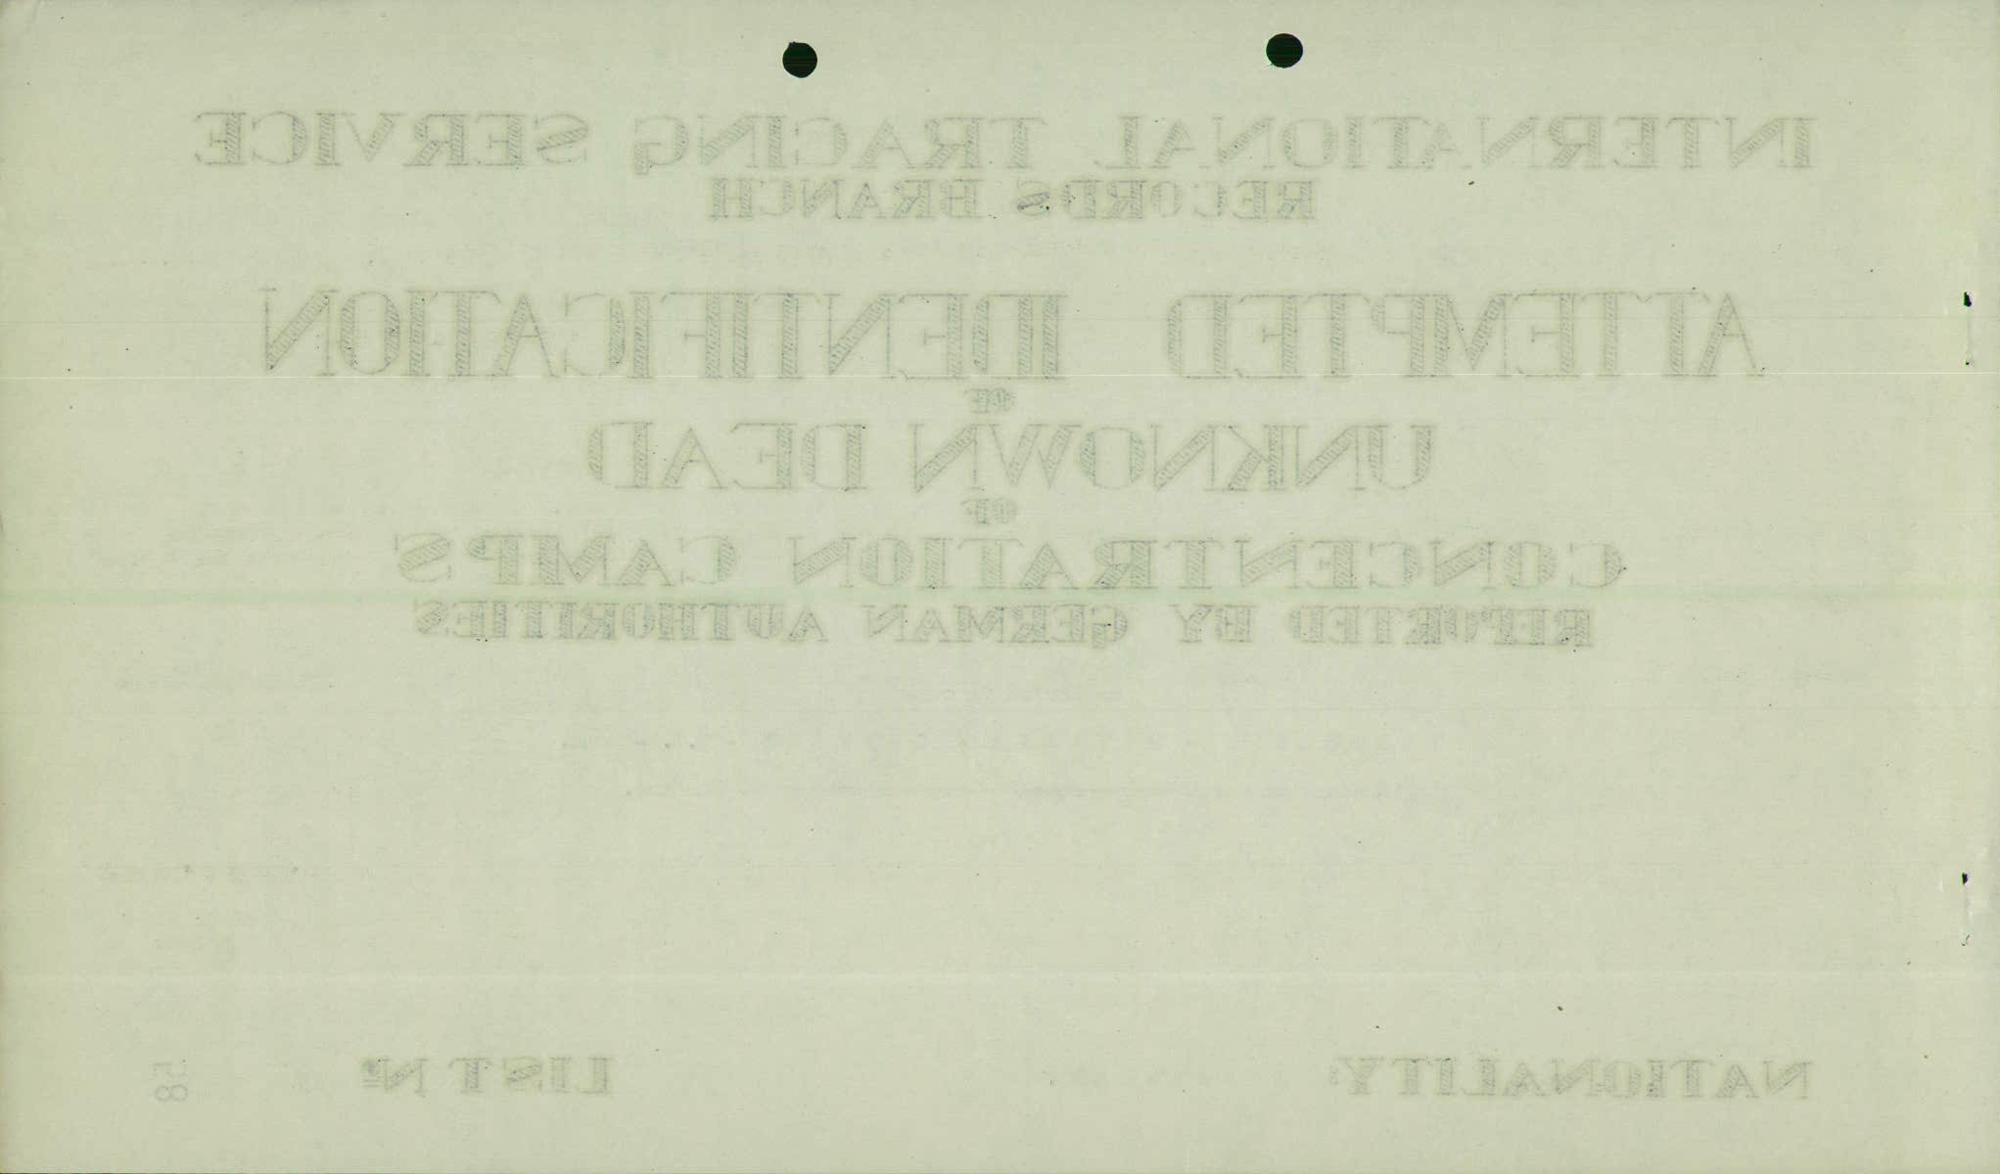 INTERNATIONAL TRACING SERVICE
RECORDS BRANCH
ATTEMPTED IDENTIFICATION
OF
UNKNOWN DEAD
OF
CONCENTRATION CAMPS
REPORTED BY GERMAN AUTHORITIES
NATIONALITY: LIST Nº 58